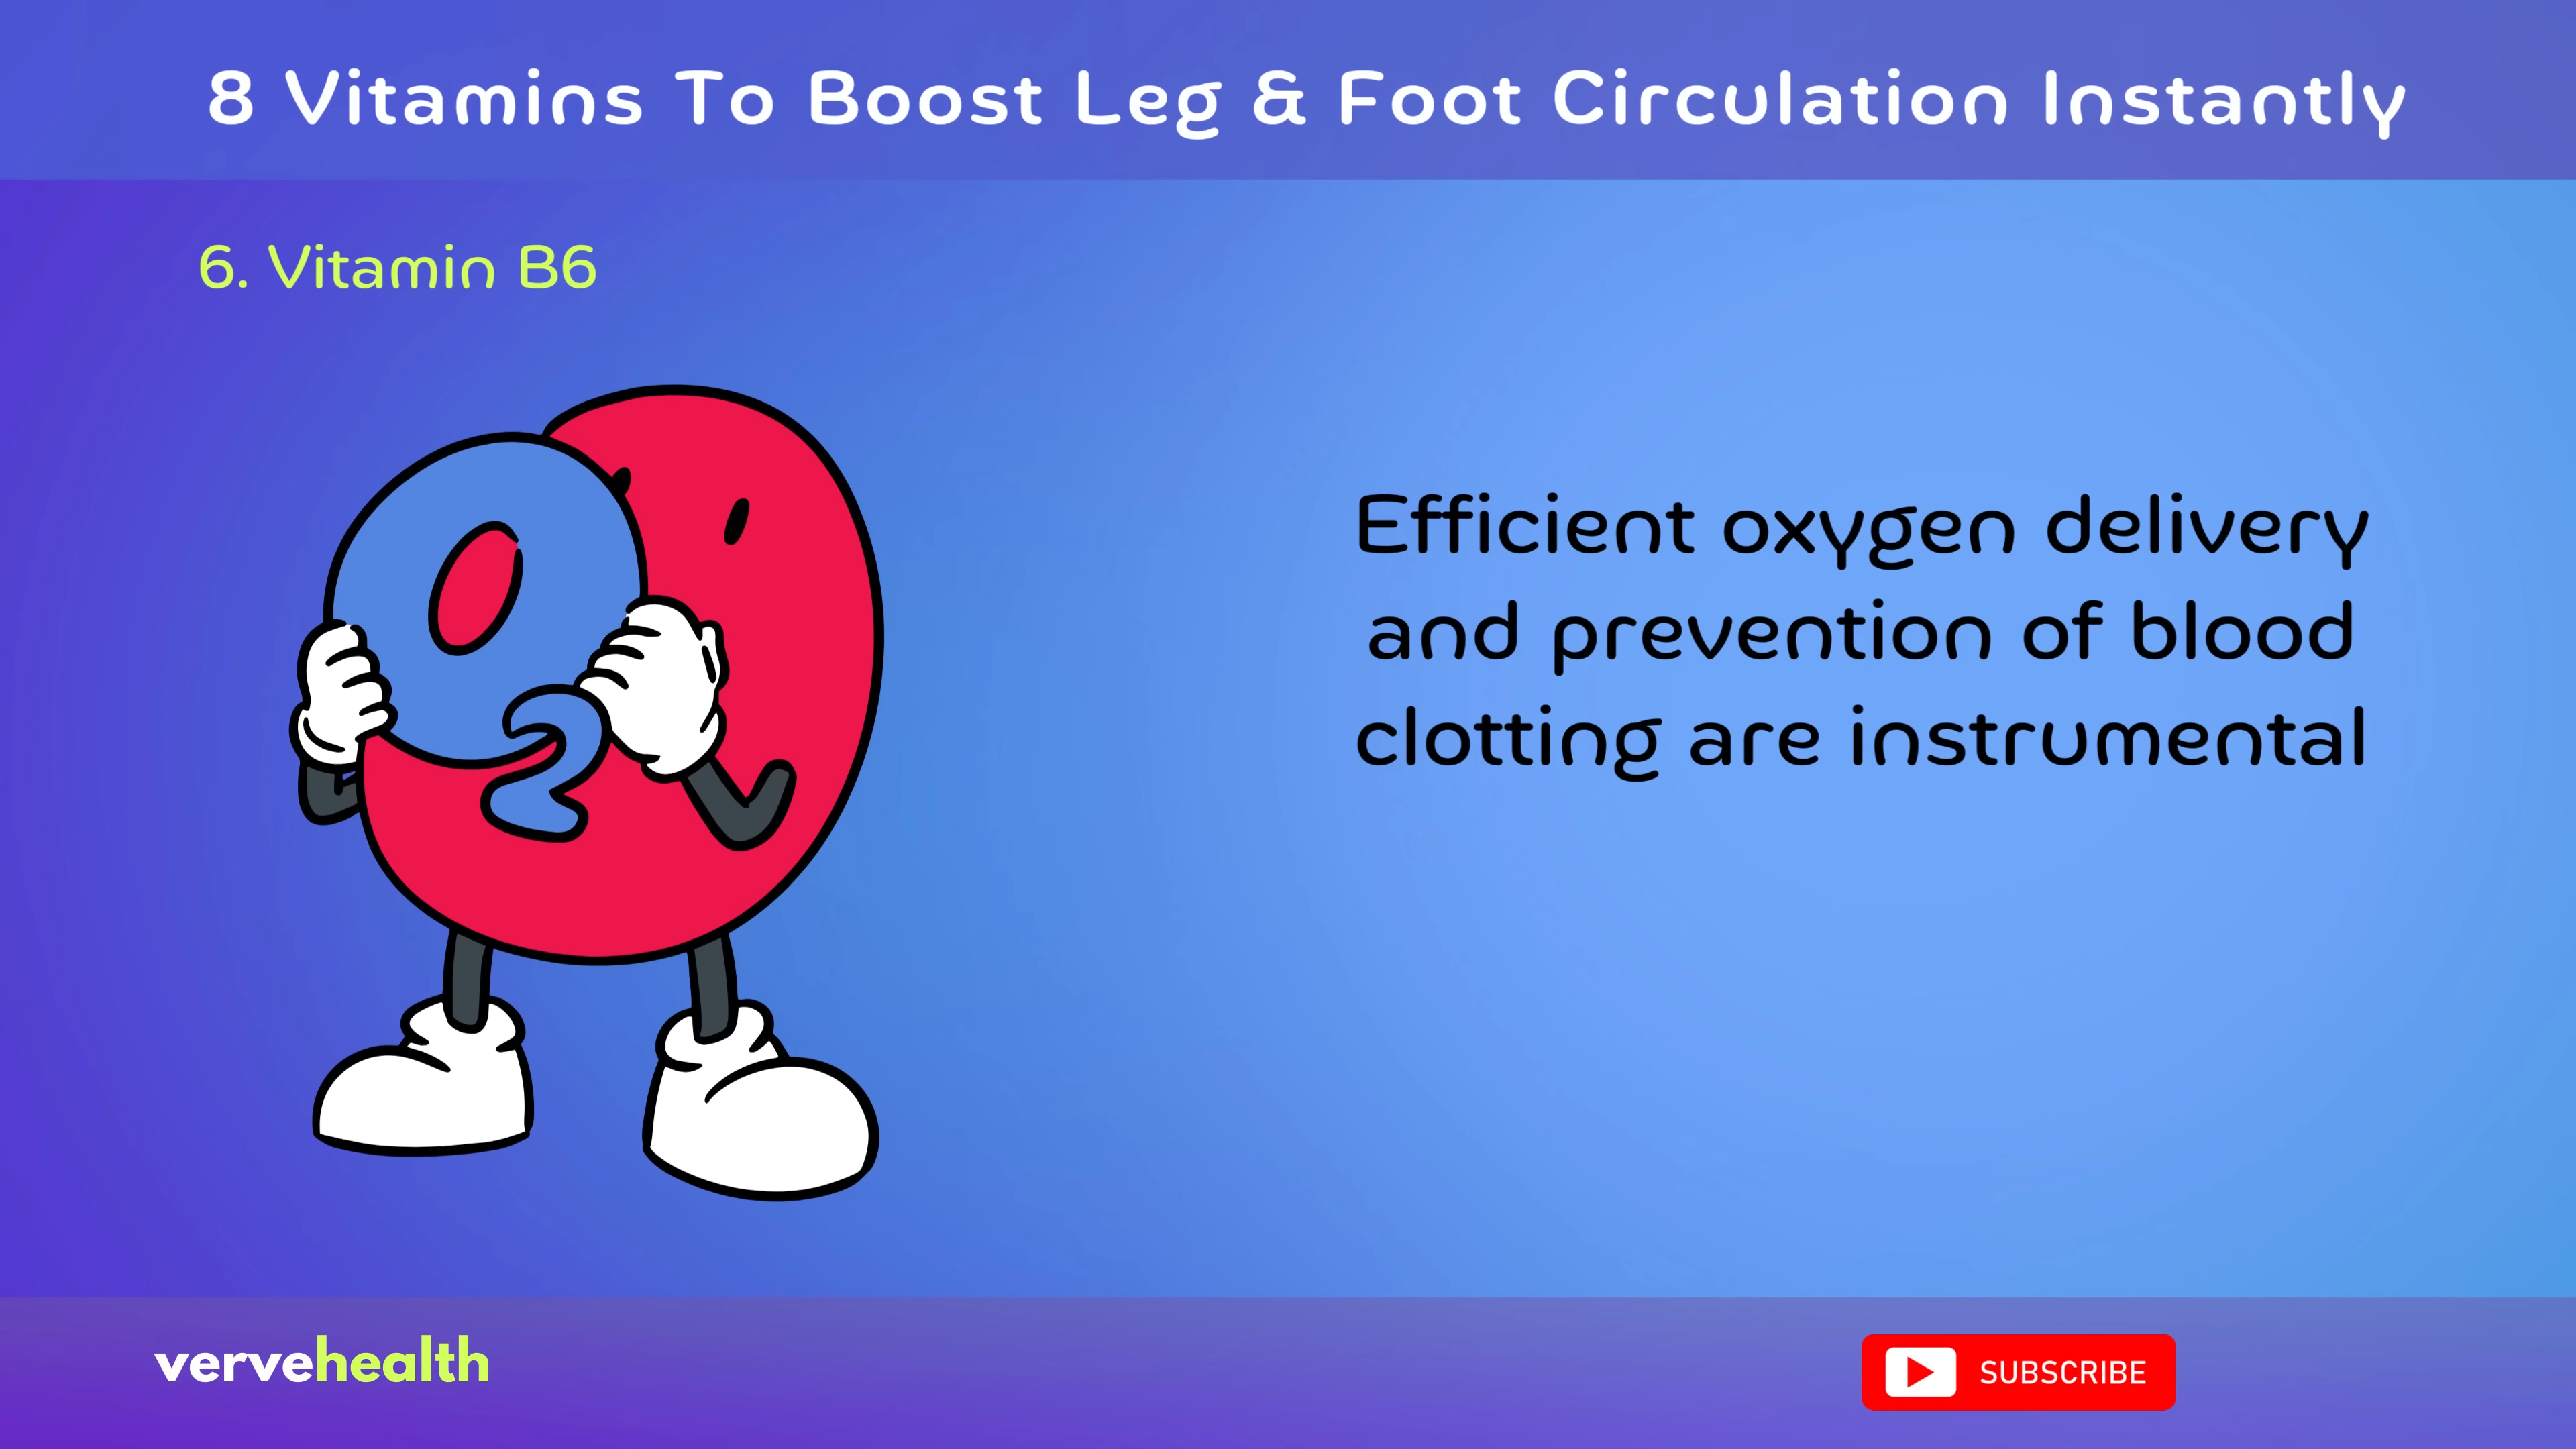 8 Vitamins To Boost Leg & Foot Circulation Instantly
6. Vitamin B6
O2
Efficient oxygen delivery
and prevention of blood
clotting are instrumental
vervehealth
SUBSCRIBE